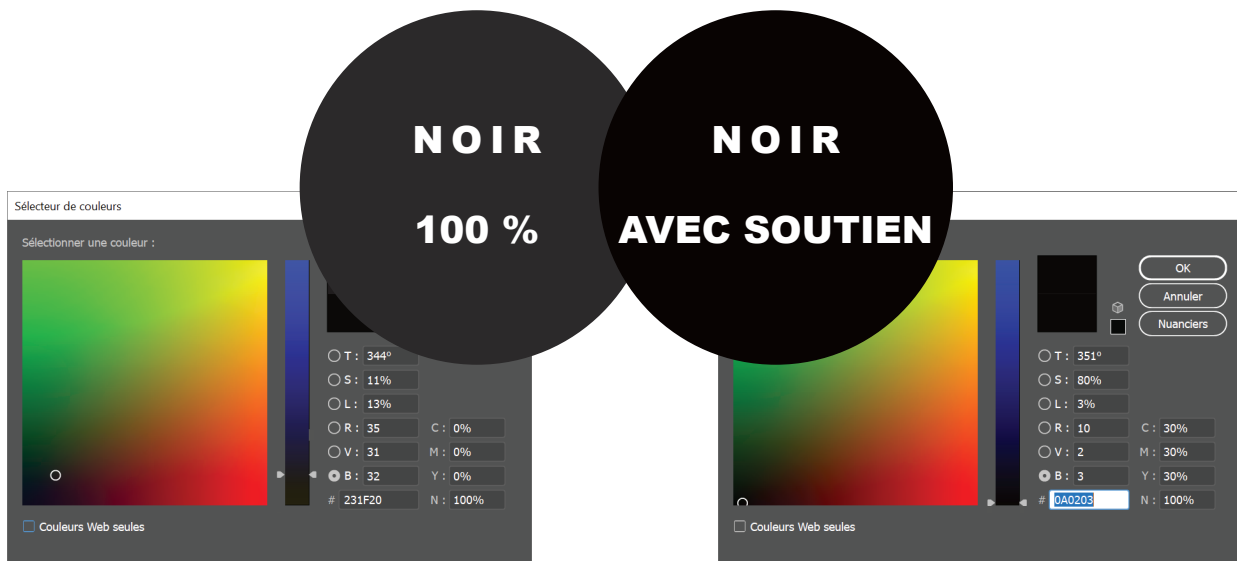 NOIR
100 %
NOIR
AVEC SOUTIEN
Sélecteur de couleurs
Sélectionner une couleur :
T : 344°
S : 11%
L : 13%
R : 35 C : 0%
V : 31 M : 0%
B : 32 Y : 0%
# 231F20 N : 100%
Couleurs Web seules
OK
Annuler
Nuanciers
T : 351°
S : 80%
L : 3%
R : 10 C : 30%
V : 2 M : 30%
B : 3 Y : 30%
# 0A0203 N : 100%
Couleurs Web seules